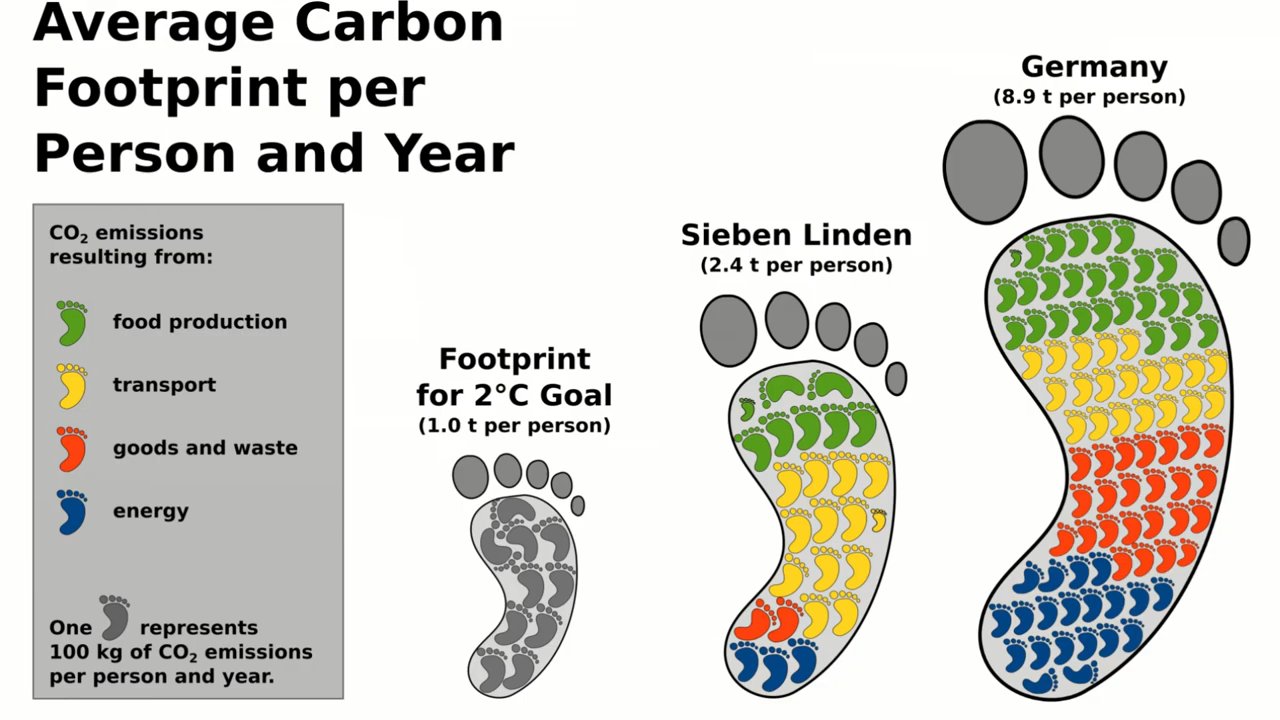 Average Carbon
Footprint per
Person and Year
CO₂ emissions
resulting from:
food production
transport
goods and waste
energy
One represents
100 kg of CO₂ emissions
per person and year.
Footprint
for 2°C Goal
(1.0 t per person)
Sieben Linden
(2.4 t per person)
Germany
(8.9 t per person)